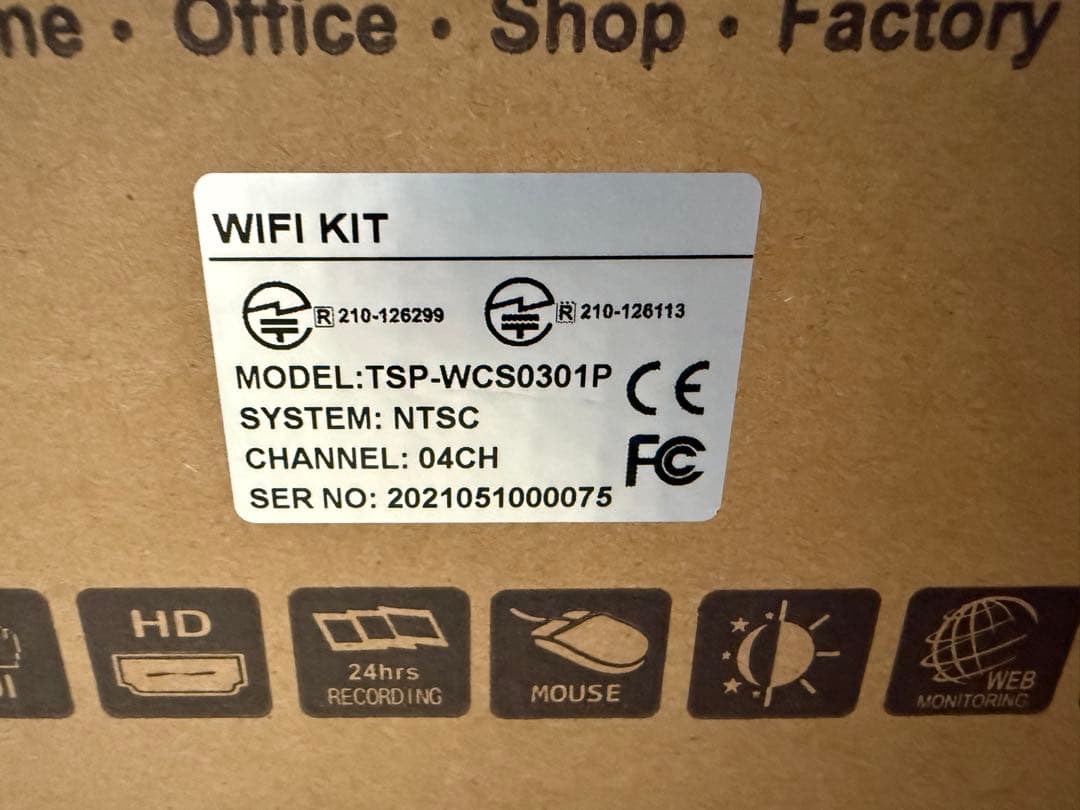 me • Office • Shop • Factory
WIFI KIT
R 210-126299 R 210-126113
MODEL:TSP-WCS0301P
SYSTEM: NTSC
CHANNEL: 04CH
SER NO: 2021051000075
CE
FC
HD
24hrs
RECORDING
MOUSE
WEB
MONITORING